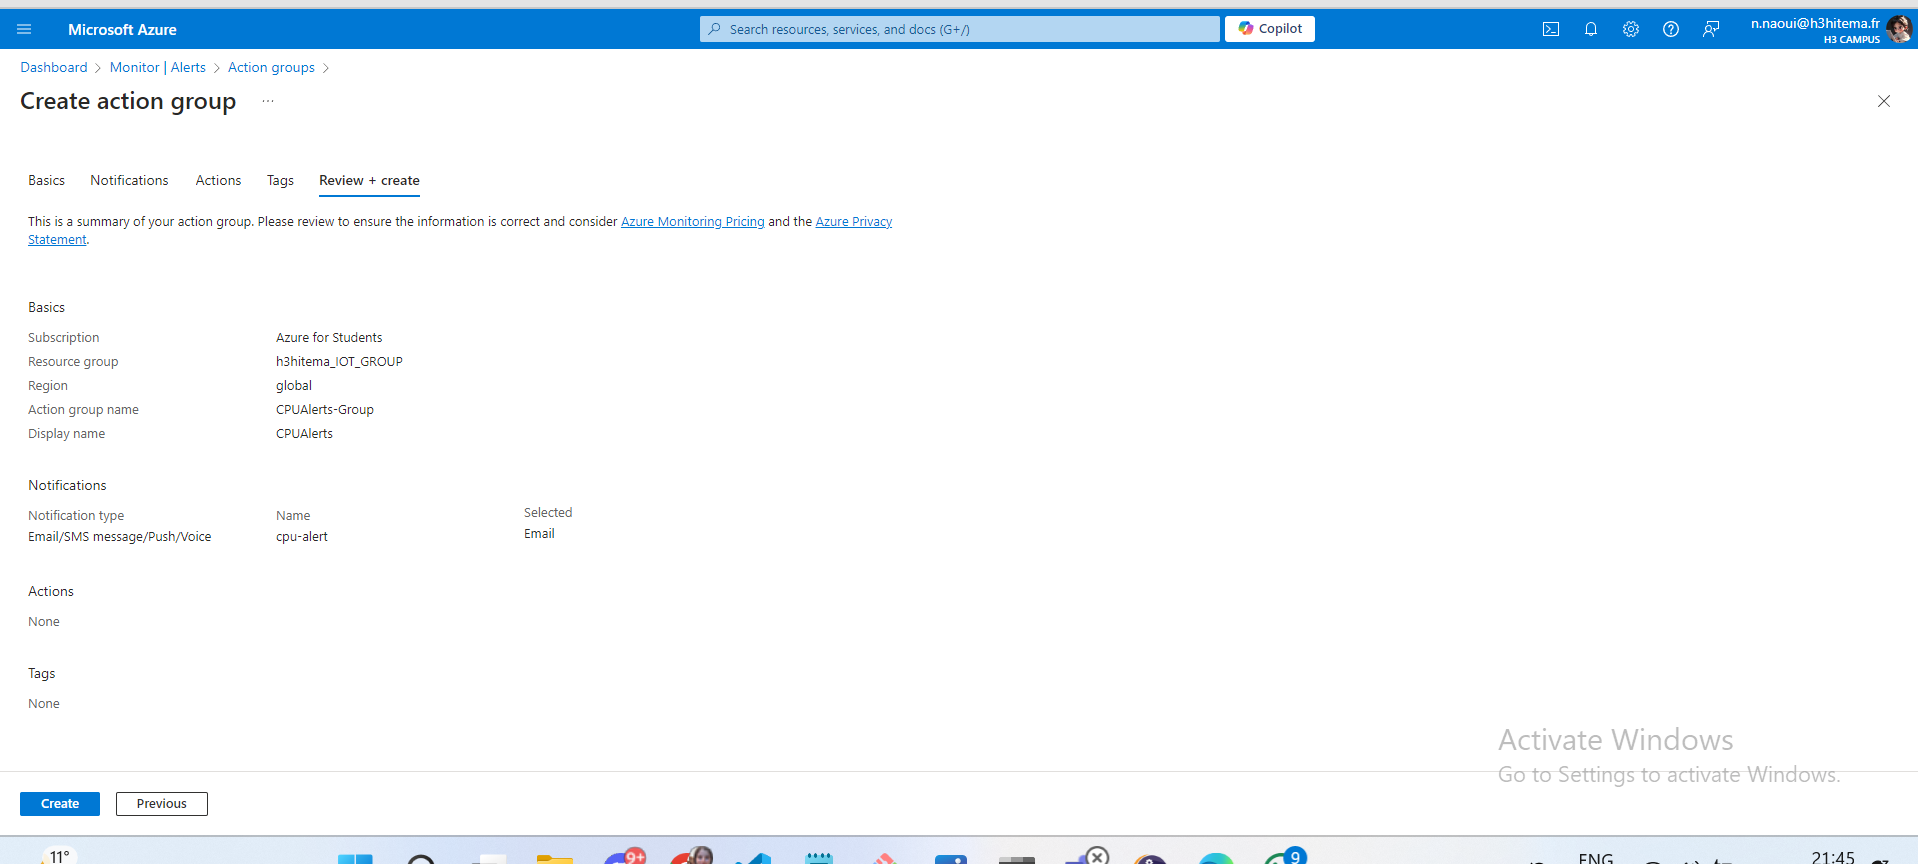 Microsoft Azure
Search resources, services, and docs (G+/)
Copilot
n.naoui@h3hitema.fr
H3 CAMPUS
Dashboard > Monitor | Alerts > Action groups >
Create action group ...
Basics Notifications Actions Tags Review + create
This is a summary of your action group. Please review to ensure the information is correct and consider Azure Monitoring Pricing and the Azure Privacy
Statement.
Basics
Subscription Azure for Students
Resource group h3hitema_IOT_GROUP
Region global
Action group name CPUAlerts-Group
Display name CPUAlerts
Notifications
Notification type Name Selected
Email/SMS message/Push/Voice cpu-alert Email
Actions
None
Tags
None
Activate Windows
Go to Settings to activate Windows.
Create Previous
11° 9+ 9 ENG 21:45